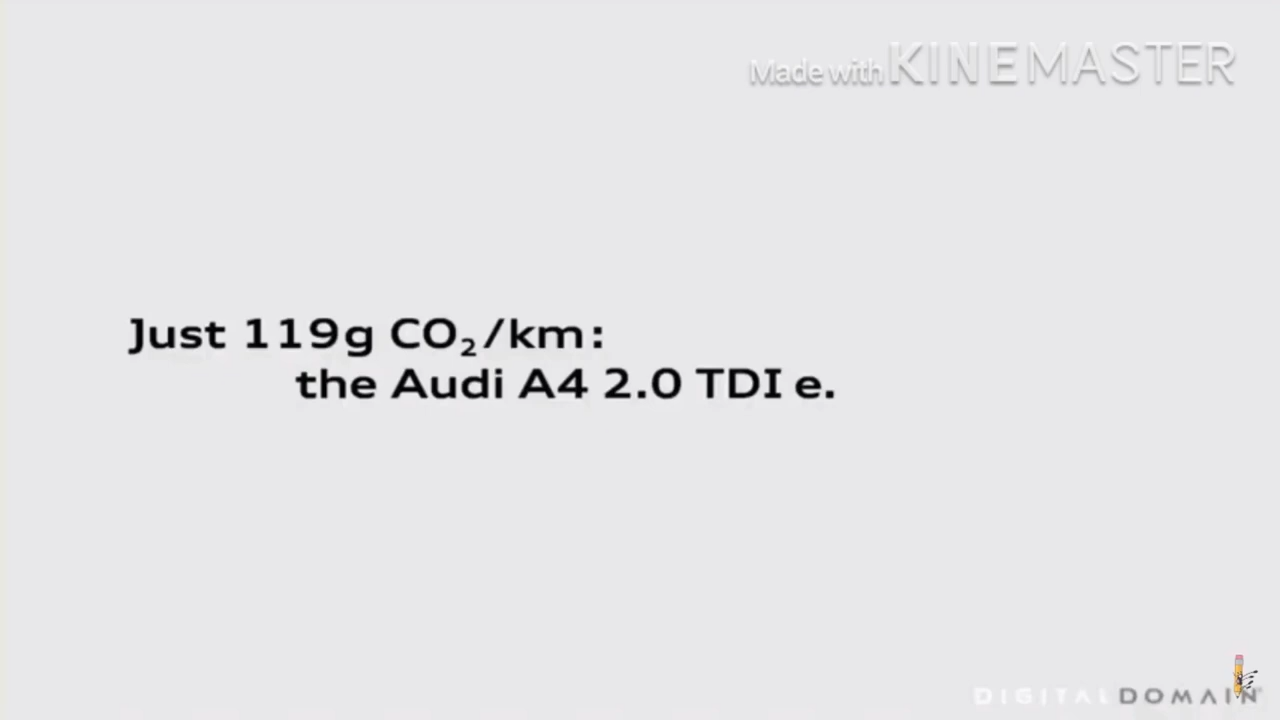 Made with KINEMASTER
Just 119g CO₂/km:
the Audi A4 2.0 TDI e.
DIGITAL DOMAIN